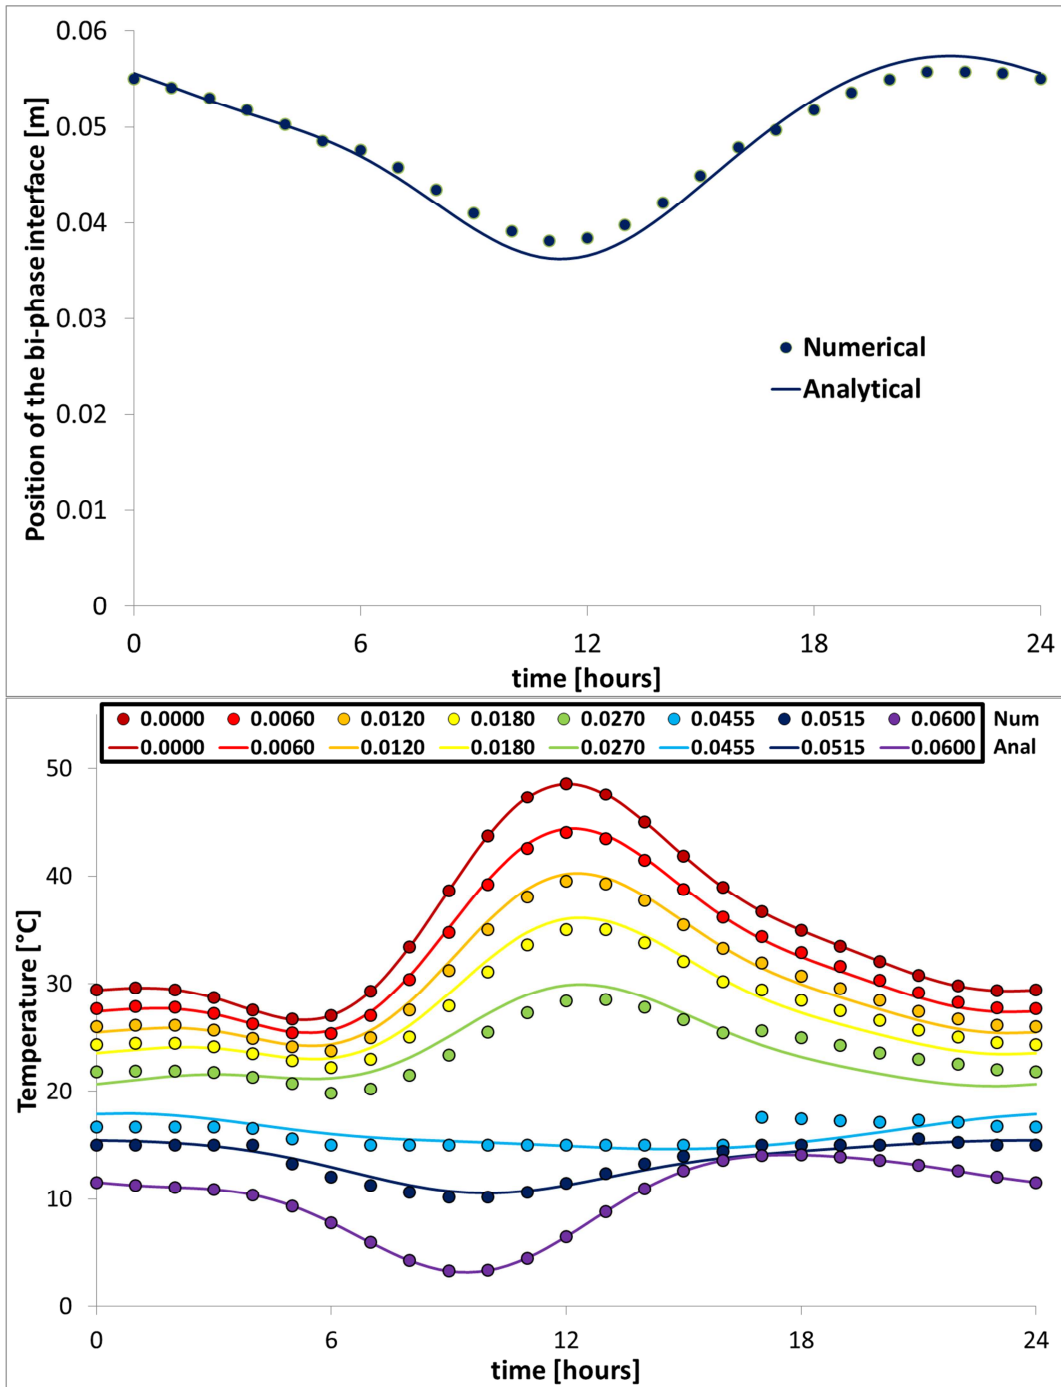 Position of the bi-phase interface [m]
0.06
0.05
0.04
0.03
0.02
0.01
0
Numerical
Analytical
0 6 12 18 24
time [hours]
0.0000 0.0060 0.0120 0.0180 0.0270 0.0455 0.0515 0.0600 Num
0.0000 0.0060 0.0120 0.0180 0.0270 0.0455 0.0515 0.0600 Anal
Temperature [°C]
50
40
30
20
10
0
0 6 12 18 24
time [hours]